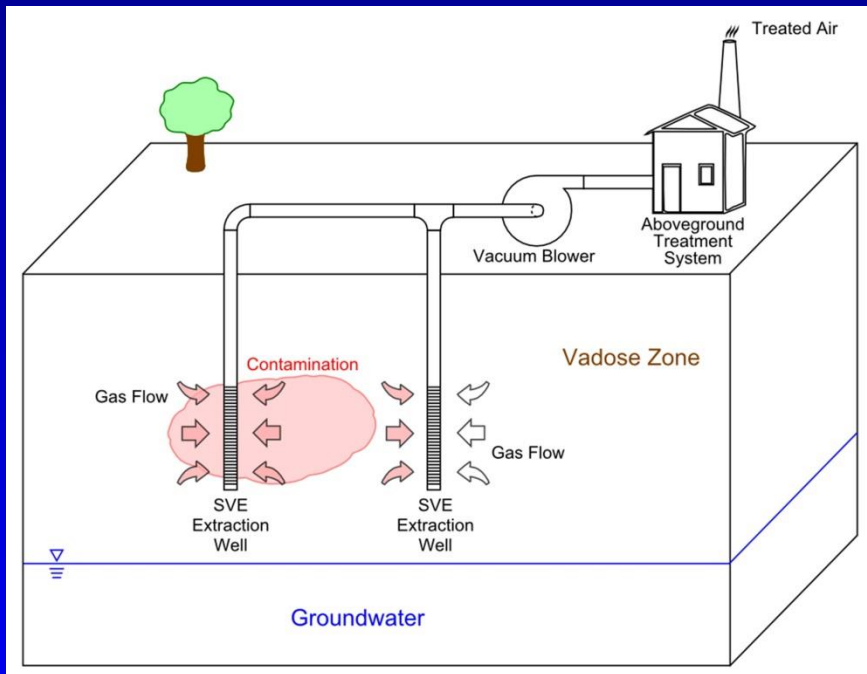 Treated Air
Aboveground
Treatment
System
Vacuum Blower
Contamination
Vadose Zone
Gas Flow
Gas Flow
SVE
Extraction
Well
SVE
Extraction
Well
Groundwater